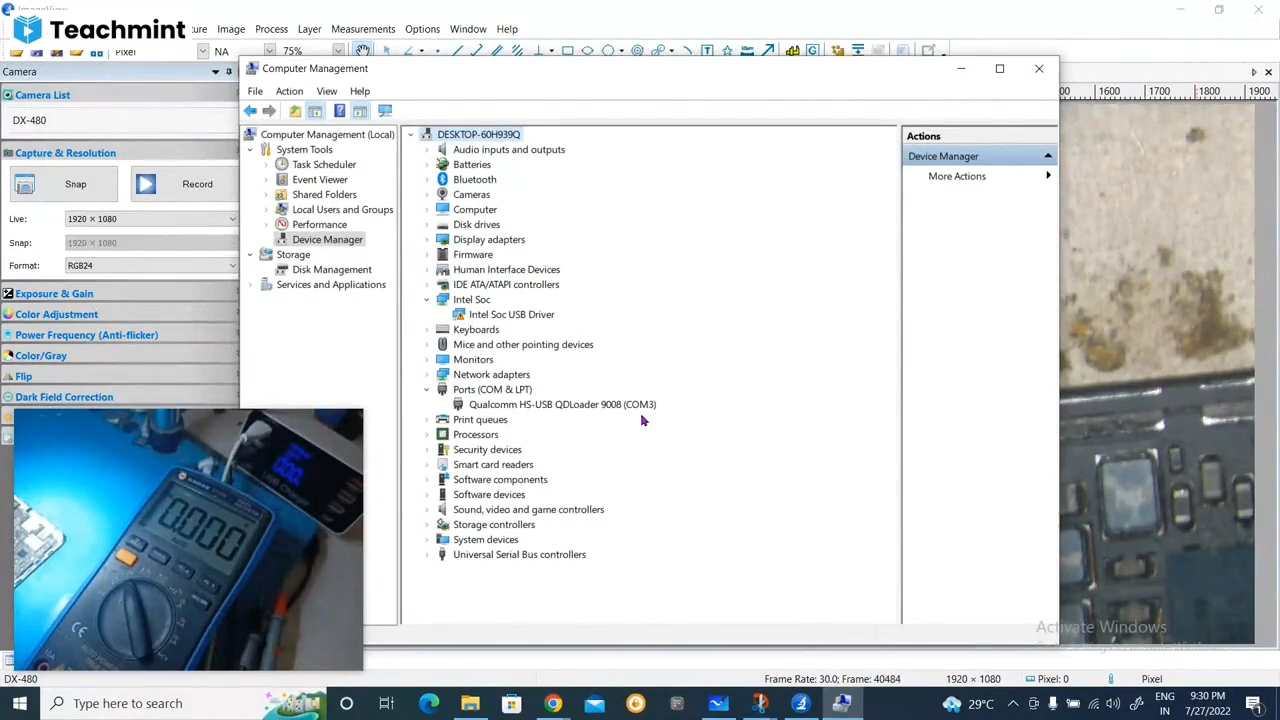 ImageView
Teachmint
ure Image Process Layer Measurements Options Window Help
Pixel NA 75%
Camera
Camera List
DX-480
Capture & Resolution
Snap Record
Live: 1920 × 1080
Snap: 1920 × 1080
Format: RGB24
Exposure & Gain
Color Adjustment
Power Frequency (Anti-flicker)
Color/Gray
Flip
Dark Field Correction
Computer Management
File Action View Help
Computer Management (Local)
System Tools
Task Scheduler
Event Viewer
Shared Folders
Local Users and Groups
Performance
Device Manager
Storage
Disk Management
Services and Applications
DESKTOP-60H939Q
Audio inputs and outputs
Batteries
Bluetooth
Cameras
Computer
Disk drives
Display adapters
Firmware
Human Interface Devices
IDE ATA/ATAPI controllers
Intel Soc
Intel Soc USB Driver
Keyboards
Mice and other pointing devices
Monitors
Network adapters
Ports (COM & LPT)
Qualcomm HS-USB QDLoader 9008 (COM3)
Print queues
Processors
Security devices
Smart card readers
Software components
Software devices
Sound, video and game controllers
Storage controllers
System devices
Universal Serial Bus controllers
Actions
Device Manager
More Actions
00 1600 1700 1800 1900
0.000
0.00
CE
Activate Windows
DX-480 Frame Rate: 30.0; Frame: 40484 1920 × 1080 Pixel: 0 Pixel
Type here to search
29°C ENG IN 9:30 PM 7/27/2022